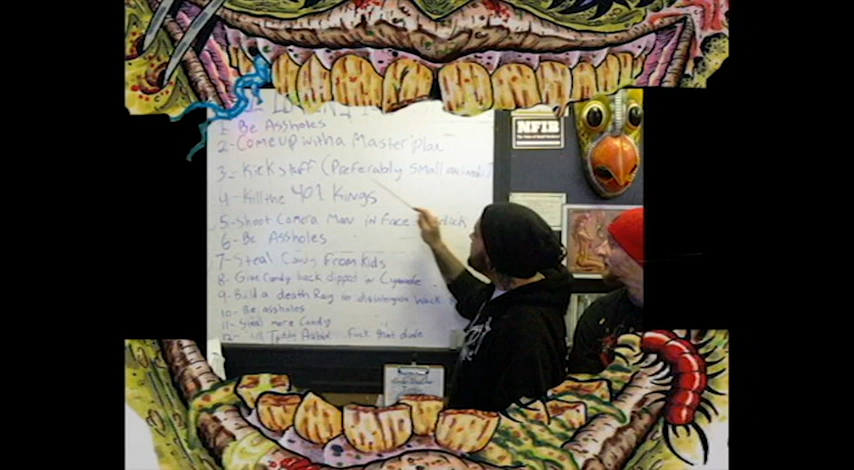 1- Be Assholes
2- Come up with a Master plan
3- Kick stuff (Preferably small animals)
4- Kill the 401 Kings
5- Shoot Camera Man in Face
6- Be Assholes
7- Steal Candy From Kids
8- Give Candy back dipped in Cyanide
9- Build a death Ray to disintegrate
10- Be assholes
11- Steal more Candy
12- Fuck that dude
NFIB